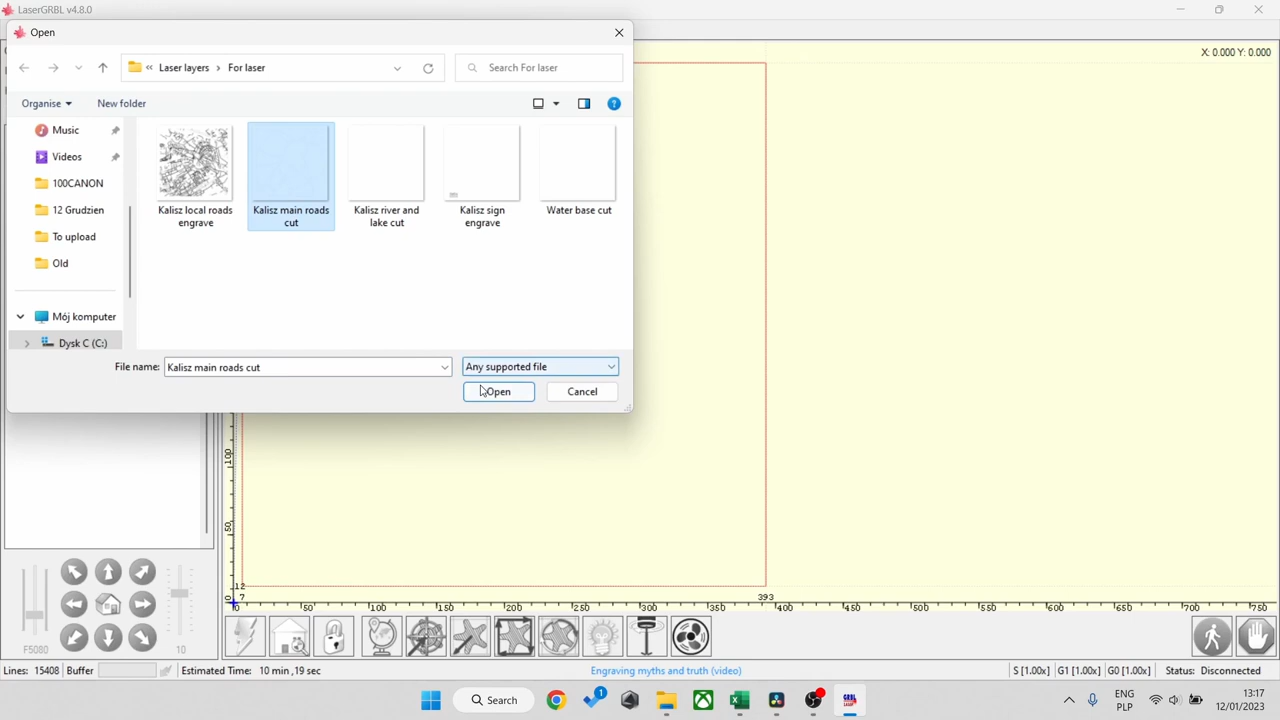 LaserGRBL v4.8.0
Open
X: 0.000 Y: 0.000
Laser layers
For laser
Search For laser
Organise
New folder
Music
Videos
100CANON
12 Grudzien
To upload
Old
Mój komputer
Dysk C (C:)
Kalisz local roads
engrave
Kalisz main roads
cut
Kalisz river and
lake cut
Kalisz sign
engrave
Water base cut
File name:
Kalisz main roads cut
Any supported file
Open
Cancel
100
50
0
12
7
393
0
50
100
150
200
250
300
350
400
450
500
550
600
650
700
750
F5080
10
Lines: 15408
Buffer
Estimated Time: 10 min ,19 sec
Engraving myths and truth (video)
S [1.00x]
G1 [1.00x]
G0 [1.00x]
Status: Disconnected
Search
1
GRBL
LASER
ENG
PLP
13:17
12/01/2023